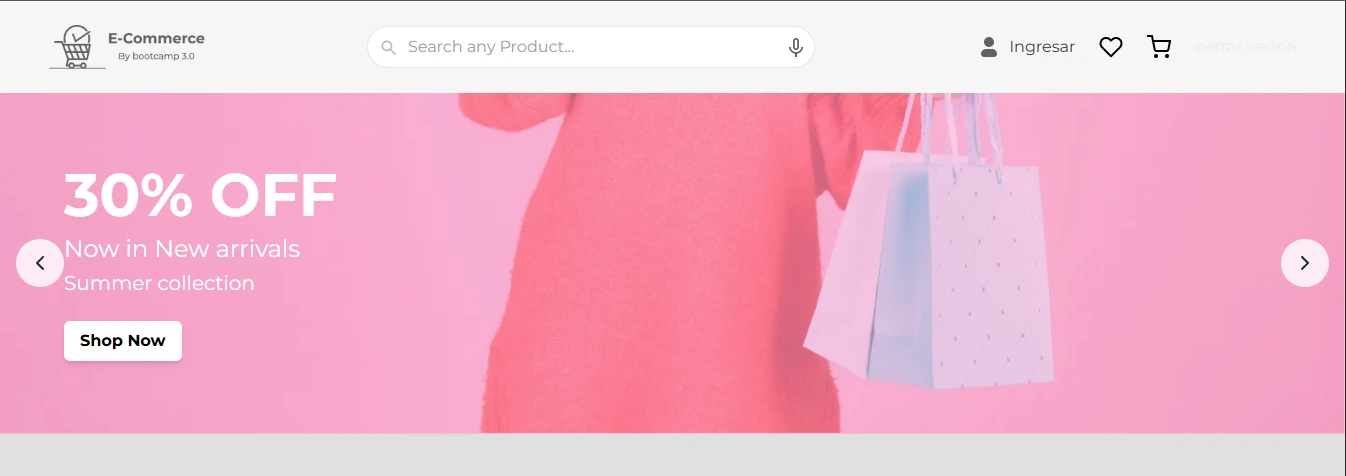 E-Commerce
By bootcamp 3.0
Search any Product...
Ingresar
cerrar sesion
30% OFF
Now in New arrivals
Summer collection
Shop Now